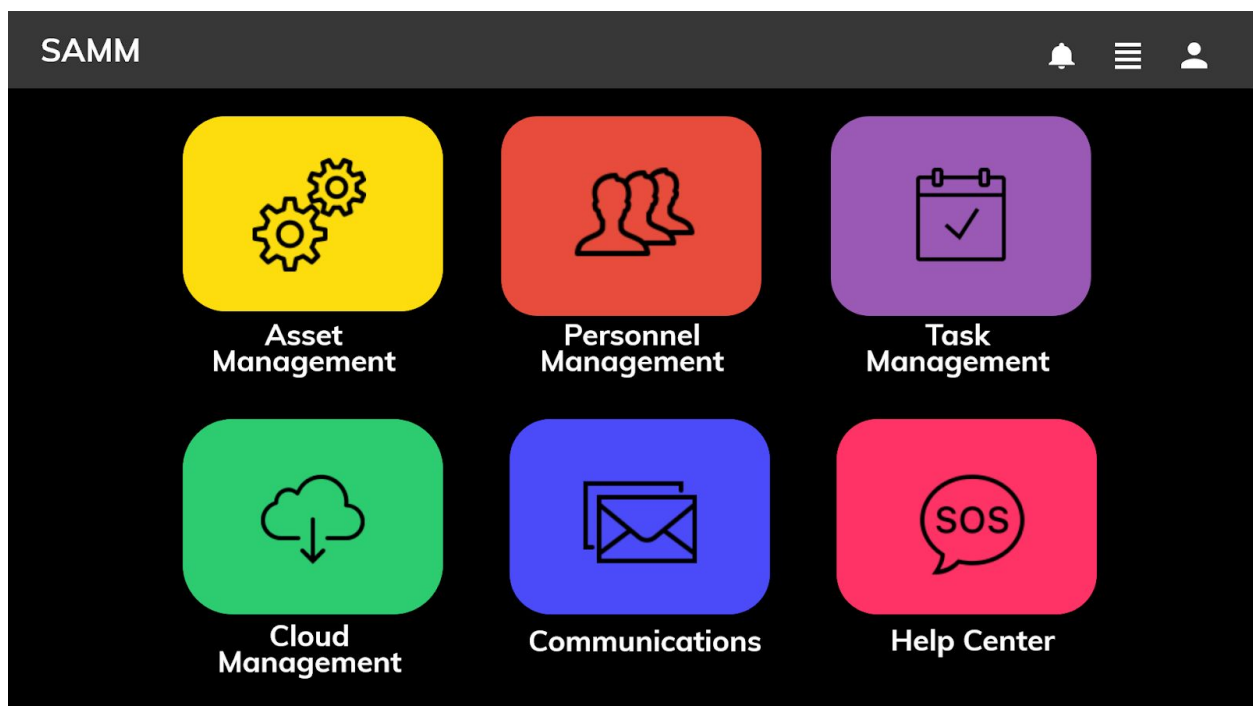 SAMM
Asset
Management
Personnel
Management
Task
Management
SOS
Cloud
Management
Communications
Help Center